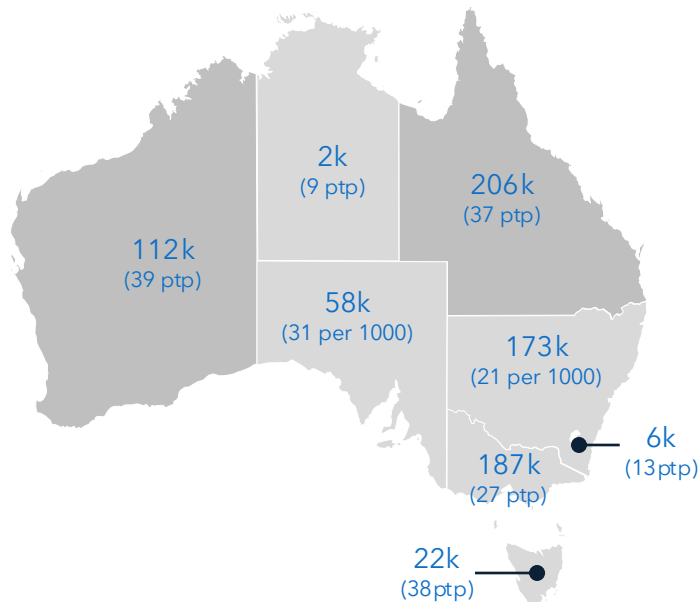 2k
(9 ptp)
206k
(37 ptp)
112k
(39 ptp)
58k
(31 per 1000)
173k
(21 per 1000)
6k
(13ptp)
187k
(27 ptp)
22k
(38ptp)